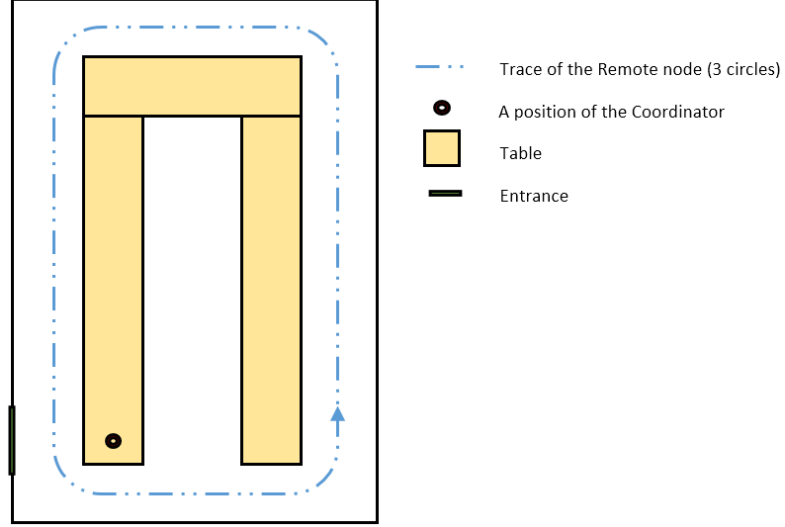 Trace of the Remote node (3 circles)
A position of the Coordinator
Table
Entrance